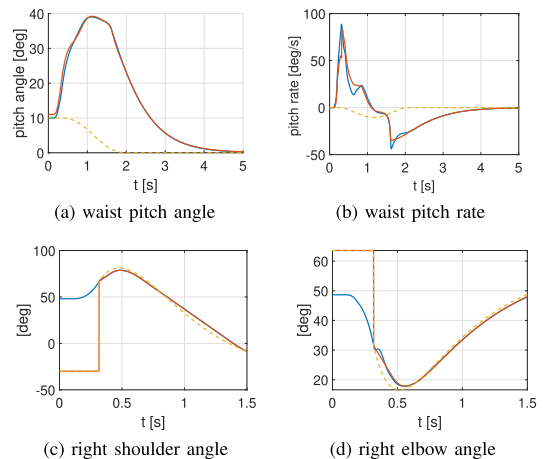 40
30
20
10
0
pitch angle [deg]
0 1 2 3 4 5
t [s]
(a) waist pitch angle
100
50
0
-50
pitch rate [deg/s]
0 1 2 3 4 5
t [s]
(b) waist pitch rate
100
50
0
-50
[deg]
0 0.5 1 1.5
t [s]
(c) right shoulder angle
60
50
40
30
20
[deg]
0 0.5 1 1.5
t [s]
(d) right elbow angle